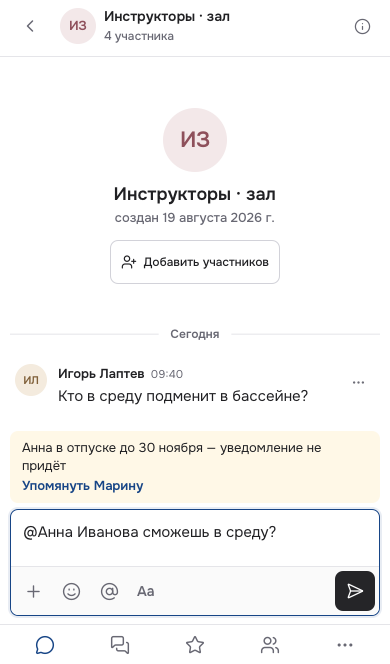 ИЗ
Инструкторы · зал
4 участника
ИЗ
Инструкторы · зал
создан 19 августа 2026 г.
Добавить участников
Сегодня
ИЛ
Игорь Лаптев 09:40
Кто в среду подменит в бассейне?
Анна в отпуске до 30 ноября — уведомление не
придёт
Упомянуть Марину
@Анна Иванова сможешь в среду?
Aa